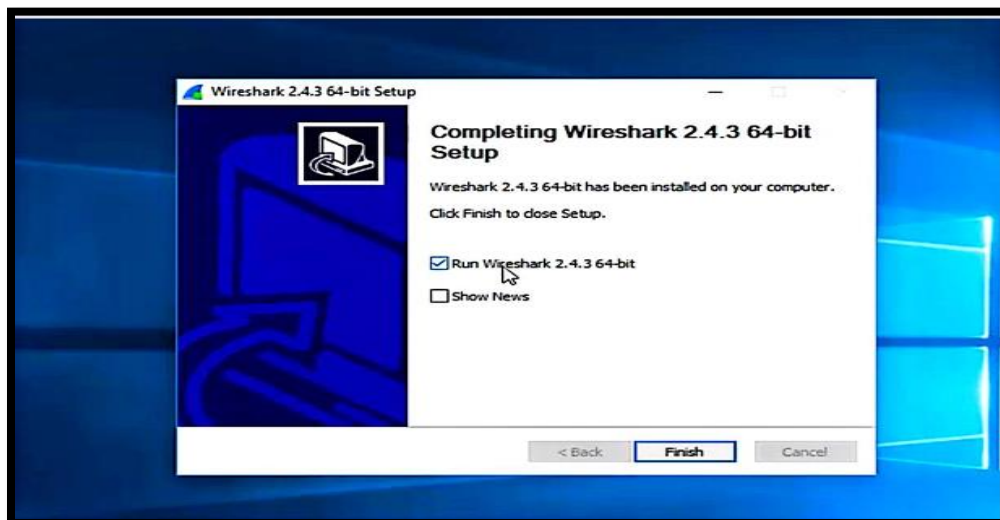 Wireshark 2.4.3 64-bit Setup
Completing Wireshark 2.4.3 64-bit
Setup
Wireshark 2.4.3 64-bit has been installed on your computer.
Click Finish to close Setup.
Run Wireshark 2.4.3 64-bit
Show News
< Back Finish Cancel